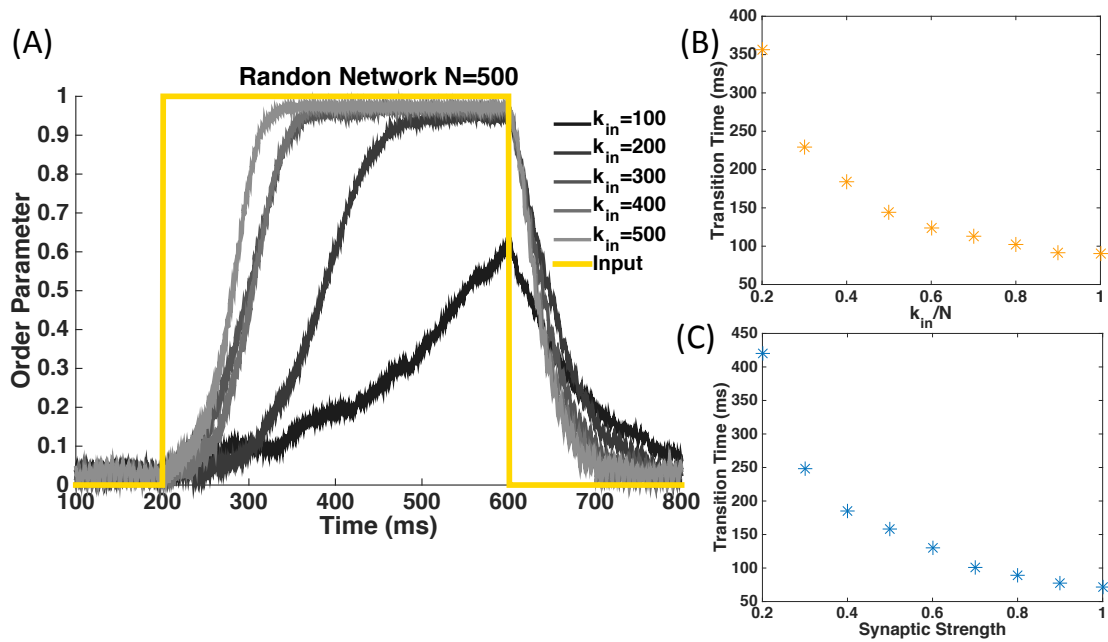 (A)
Randon Network N=500
1
0.9
0.8
0.7
0.6
0.5
0.4
0.3
0.2
0.1
0
Order Parameter
100 200 300 400 500 600 700 800
Time (ms)
k_in=100
k_in=200
k_in=300
k_in=400
k_in=500
Input
(B)
400
350
300
250
200
150
100
50
Transition Time (ms)
0.2 0.4 0.6 0.8 1
k_in/N
(C)
450
400
350
300
250
200
150
100
50
Transition Time (ms)
0.2 0.4 0.6 0.8 1
Synaptic Strength